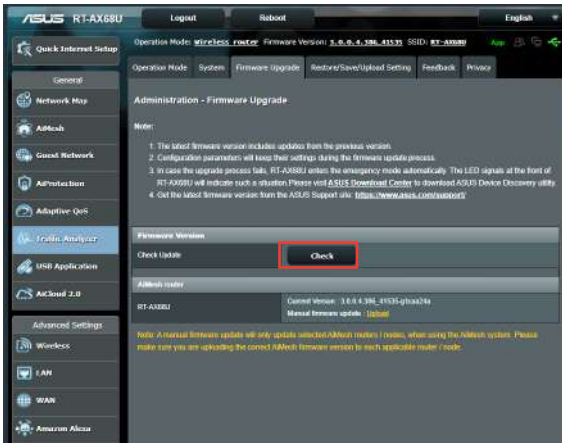 ASUS RT-AX68U
Logout
Reboot
English
Quick Internet Setup
Operation Mode: Wireless router Firmware Version: 3.0.0.4.386_41535 SSID: RT-AX68U
App
Operation Mode
System
Firmware Upgrade
Restore/Save/Upload Setting
Feedback
Privacy
General
Network Map
AiMesh
Guest Network
AiProtection
Adaptive QoS
Traffic Analyzer
USB Application
AiCloud 2.0
Advanced Settings
Wireless
LAN
WAN
Amazon Alexa
Administration - Firmware Upgrade
Note:
1. The latest firmware version includes updates from the previous version.
2. Configuration parameters will keep their settings during the firmware update process.
3. In case the upgrade process fails, RT-AX68U enters the emergency mode automatically. The LED signals at the front of
RT-AX68U will indicate such a situation.Please visit ASUS Download Center to download ASUS Device Discovery utility.
4. Get the latest firmware version from the ASUS Support site: https://www.asus.com/support/
Firmware Version
Check Update
Check
AiMesh router
RT-AX68U
Current Version : 3.0.0.4.386_41535-gbcaa24a
Manual firmware update : Upload
Note: A manual firmware update will only update selected AiMesh routers / nodes, when using the AiMesh system. Please
make sure you are uploading the correct AiMesh firmware version to each applicable router / node.